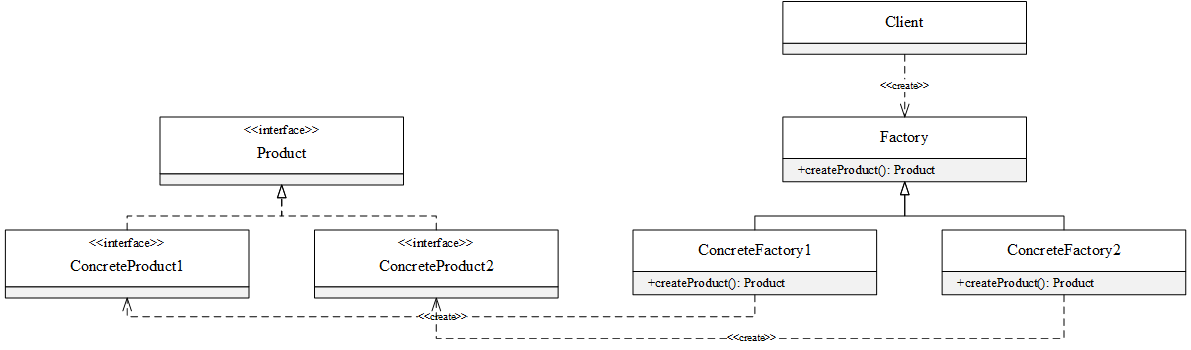 Client
<<create>>
<<interface>>
Product
Factory
+createProduct(): Product
<<interface>>
ConcreteProduct1
<<interface>>
ConcreteProduct2
ConcreteFactory1
+createProduct(): Product
ConcreteFactory2
+createProduct(): Product
<<create>>
<<create>>